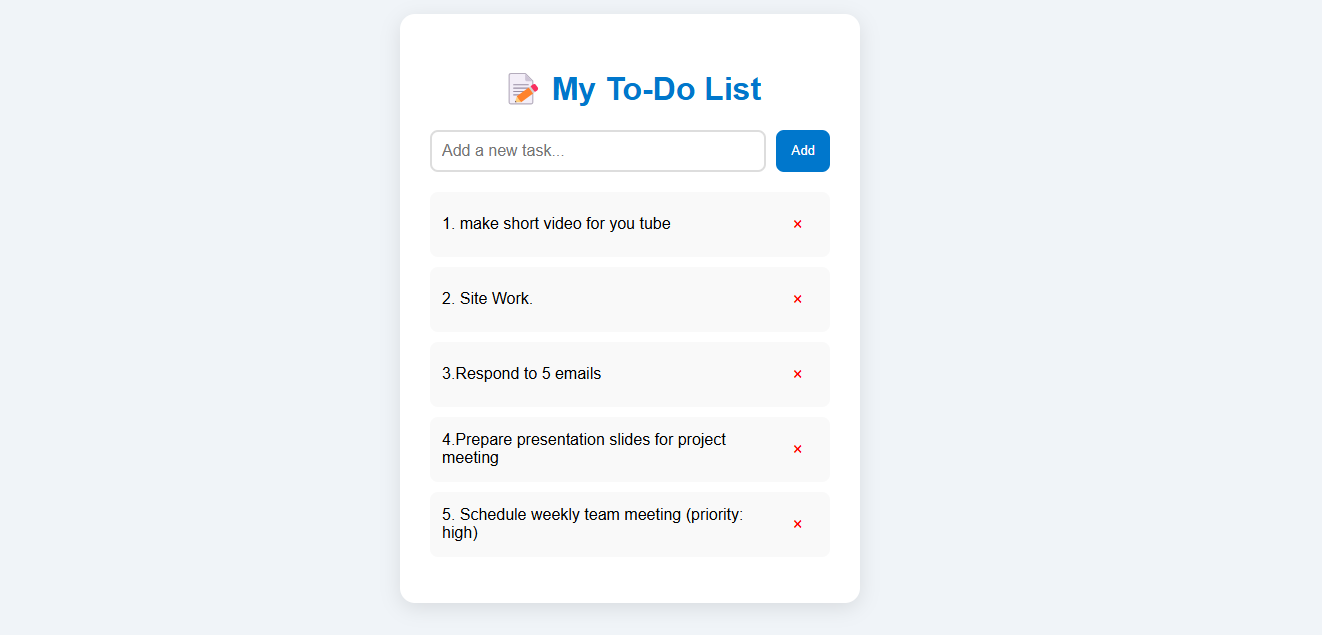 My To-Do List
Add a new task...
Add
1. make short video for you tube
×
2. Site Work.
×
3.Respond to 5 emails
×
4.Prepare presentation slides for project
meeting
×
5. Schedule weekly team meeting (priority:
high)
×